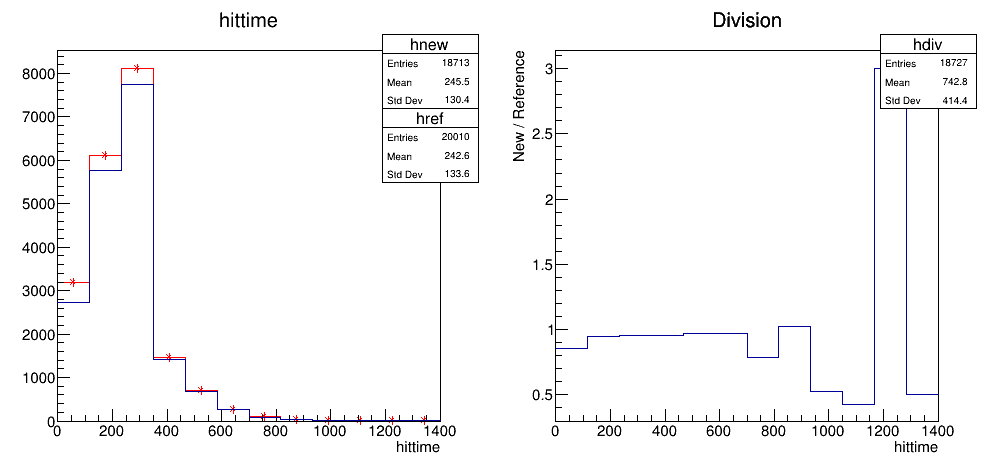 hittime
hnew
Entries 18713
Mean 245.5
Std Dev 130.4
href
Entries 20010
Mean 242.6
Std Dev 133.6
8000
7000
6000
5000
4000
3000
2000
1000
0
0 200 400 600 800 1000 1200 1400
hittime
Division
hdiv
Entries 18727
Mean 742.8
Std Dev 414.4
New / Reference
3
2.5
2
1.5
1
0.5
0 200 400 600 800 1000 1200 1400
hittime